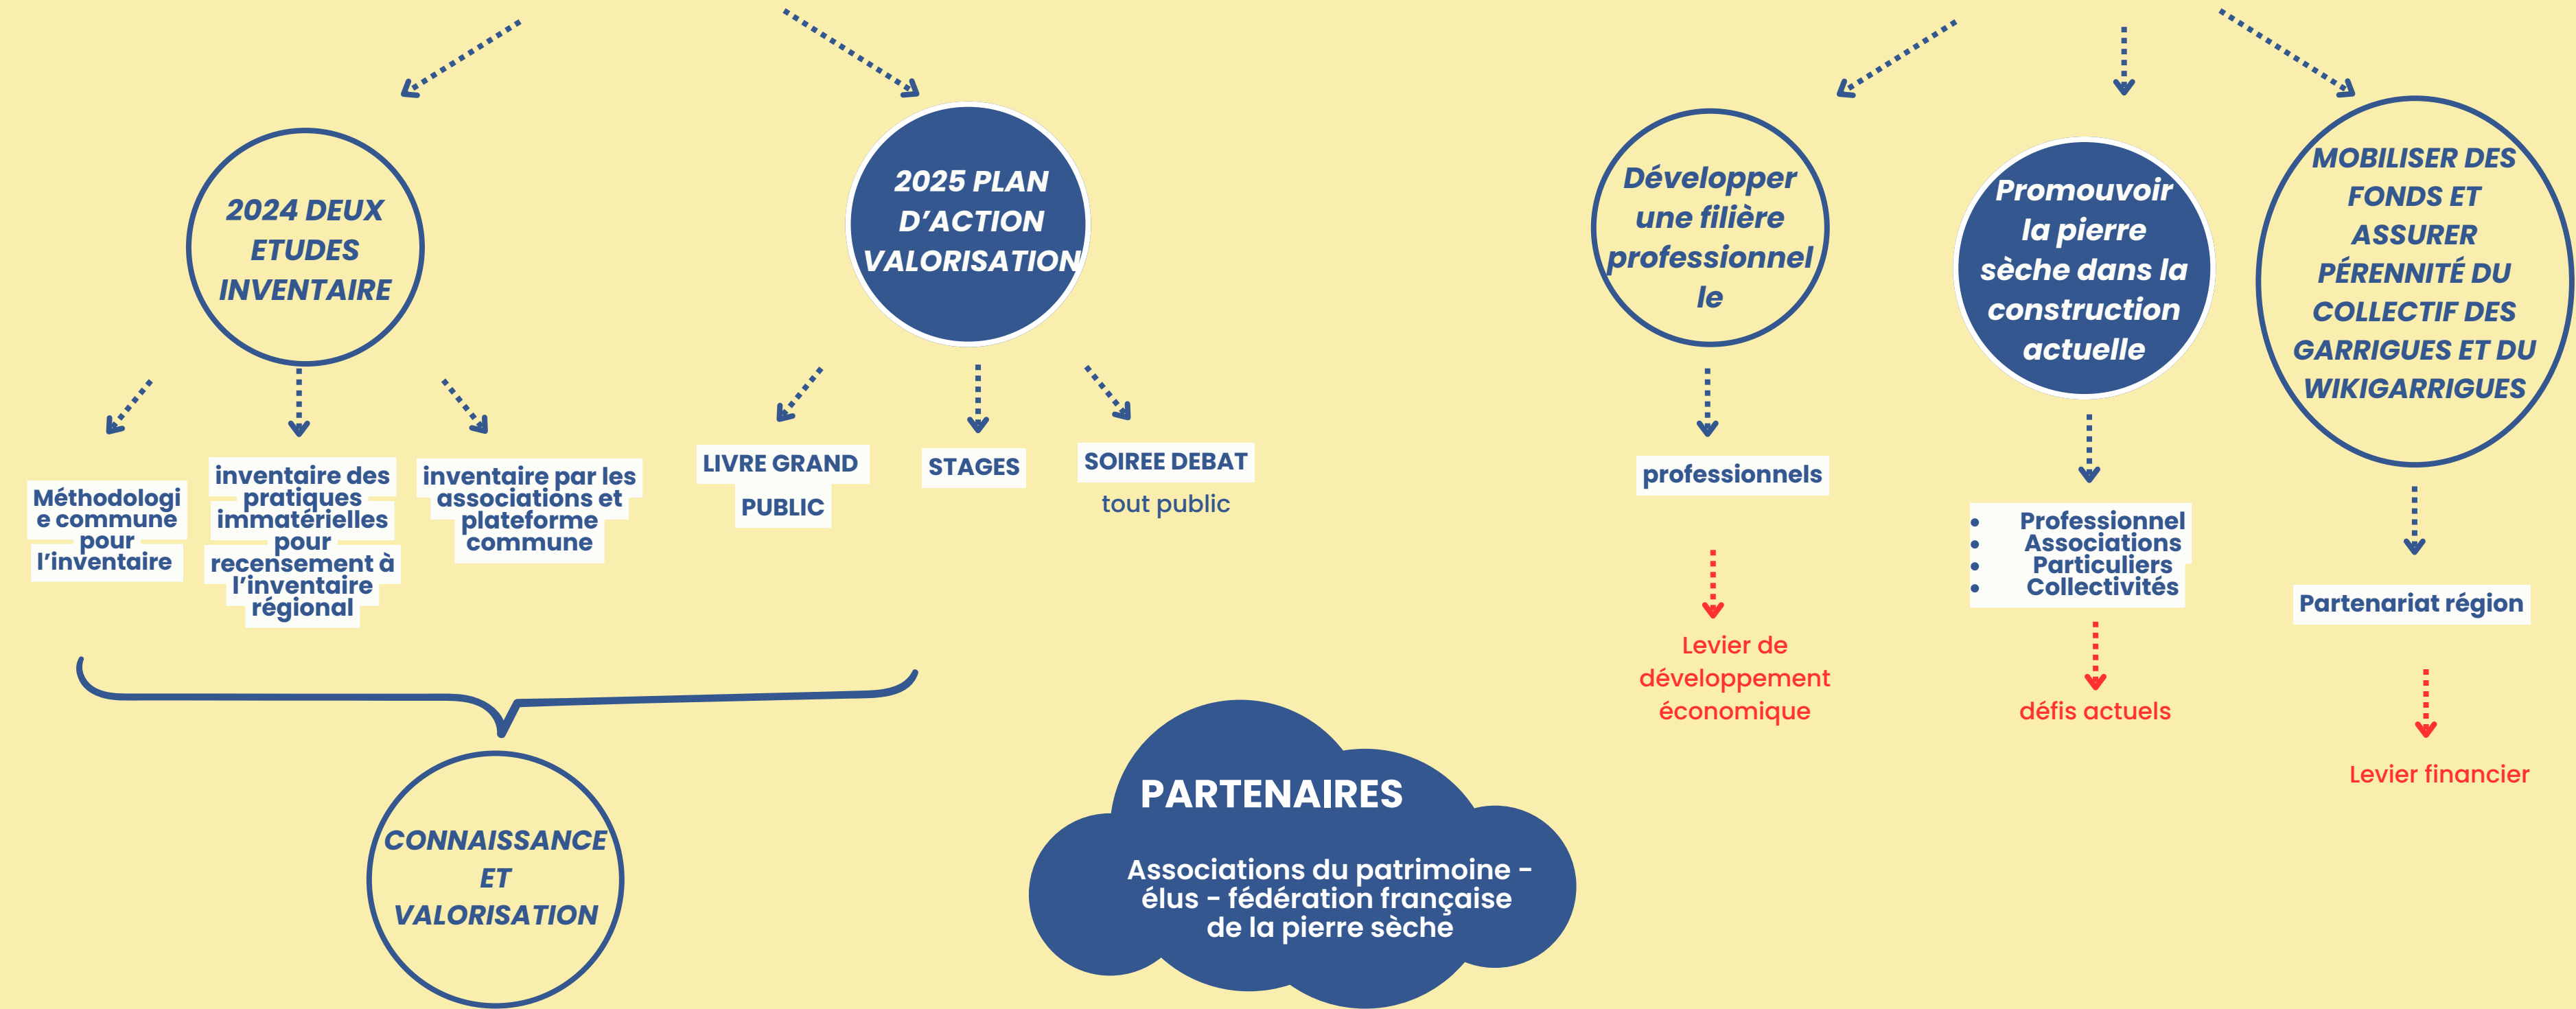 2024 DEUX
ETUDES
INVENTAIRE
2025 PLAN
D’ACTION
VALORISATION
Développer
une filière
professionnel
le
Promouvoir
la pierre
sèche dans la
construction
actuelle
MOBILISER DES
FONDS ET
ASSURER
PÉRENNITÉ DU
COLLECTIF DES
GARRIGUES ET DU
WIKIGARRIGUES
Méthodologi
e commune
pour
l’inventaire
inventaire des
pratiques
immatérielles
pour
recensement à
l’inventaire
régional
inventaire par les
associations et
plateforme
commune
LIVRE GRAND
PUBLIC
STAGES
SOIREE DEBAT
tout public
professionnels
• Professionnel
• Associations
• Particuliers
• Collectivités
Partenariat région
Levier de
développement
économique
défis actuels
Levier financier
CONNAISSANCE
ET
VALORISATION
PARTENAIRES
Associations du patrimoine -
élus - fédération française
de la pierre sèche